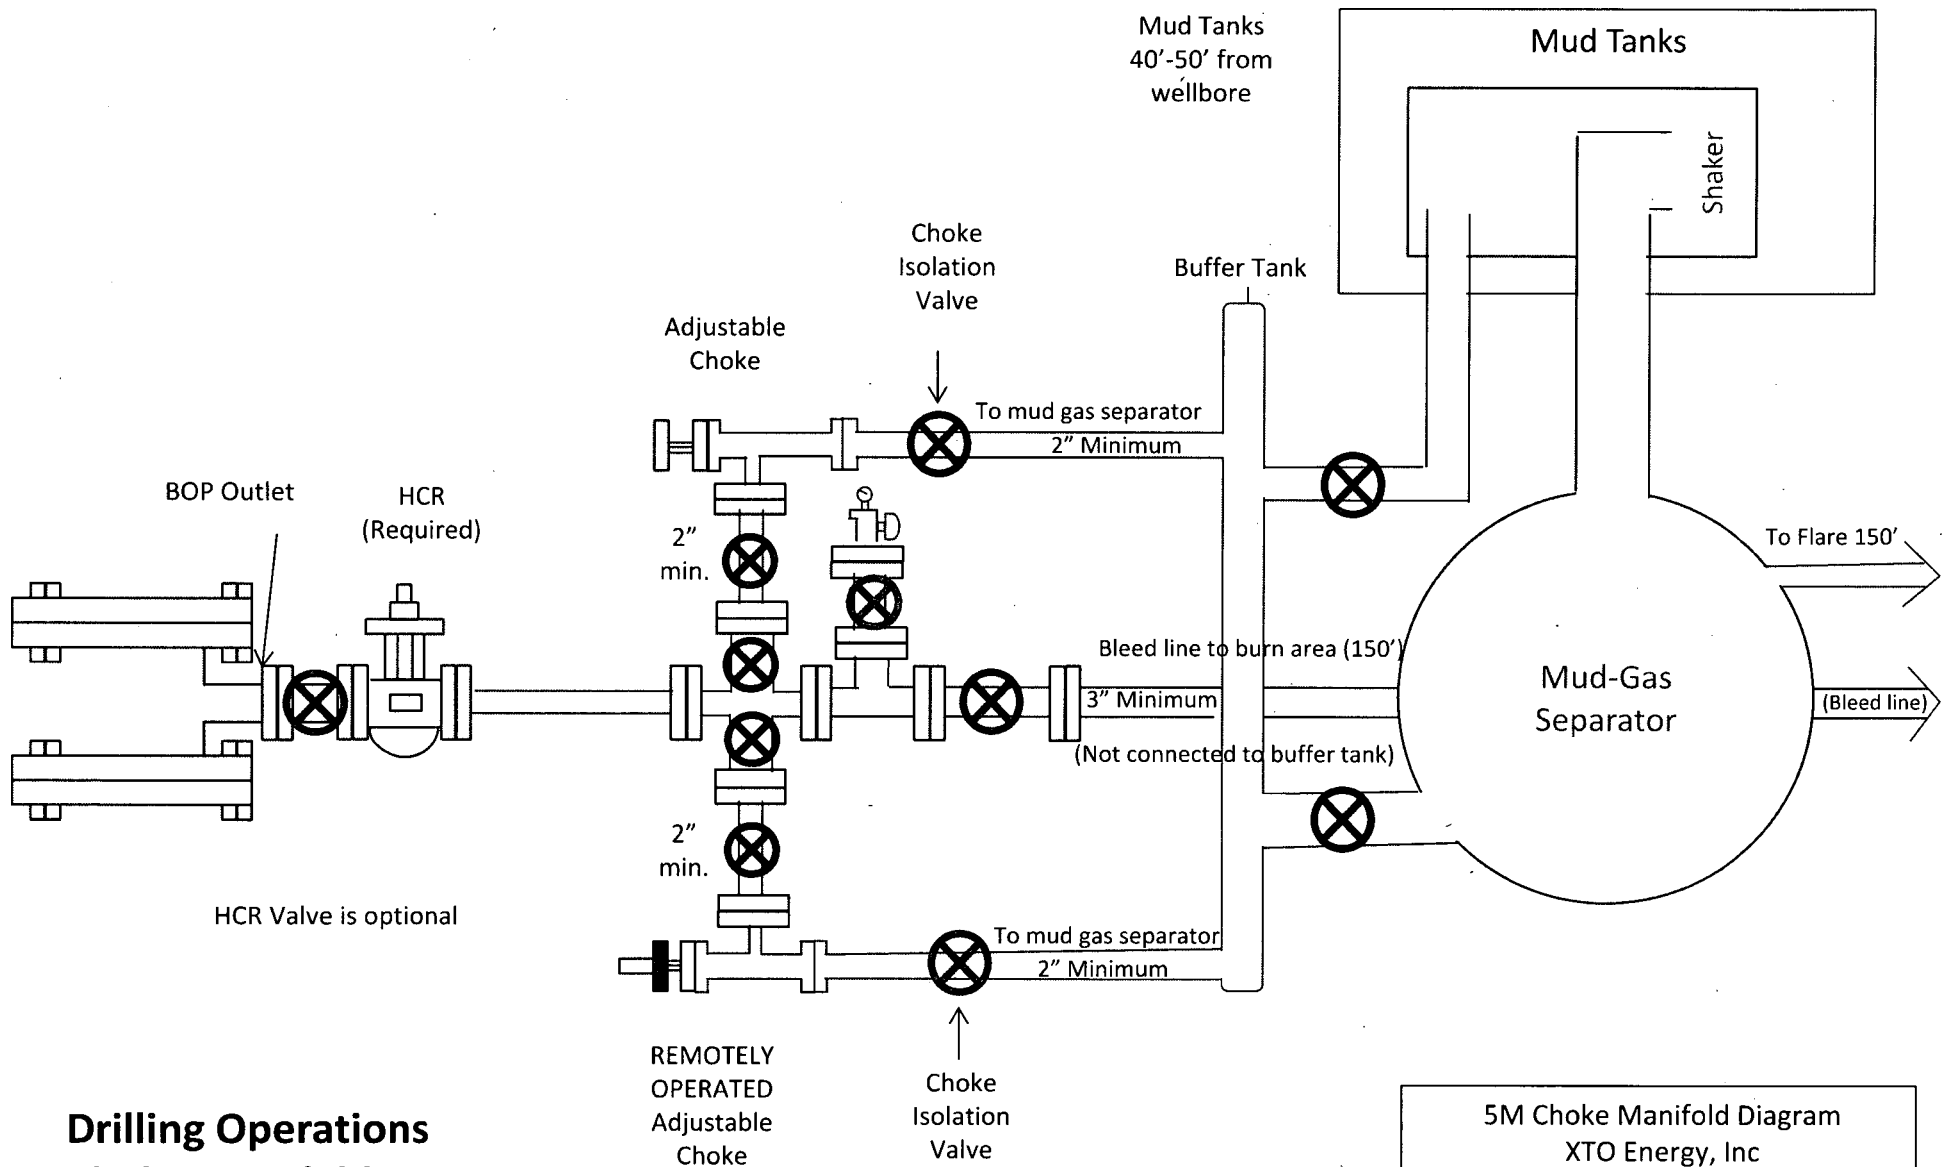 Mud Tanks
40’-50’ from
wellbore
Mud Tanks
Shaker
Choke
Isolation
Valve
Buffer Tank
Adjustable
Choke
To mud gas separator
2” Minimum
BOP Outlet
HCR
(Required)
2”
min.
To Flare 150’
Bleed line to burn area (150’)
3” Minimum
(Not connected to buffer tank)
Mud-Gas
Separator
(Bleed line)
2”
min.
HCR Valve is optional
To mud gas separator
2” Minimum
REMOTELY
OPERATED
Adjustable
Choke
Choke
Isolation
Valve
Drilling Operations
5M Choke Manifold Diagram
XTO Energy, Inc